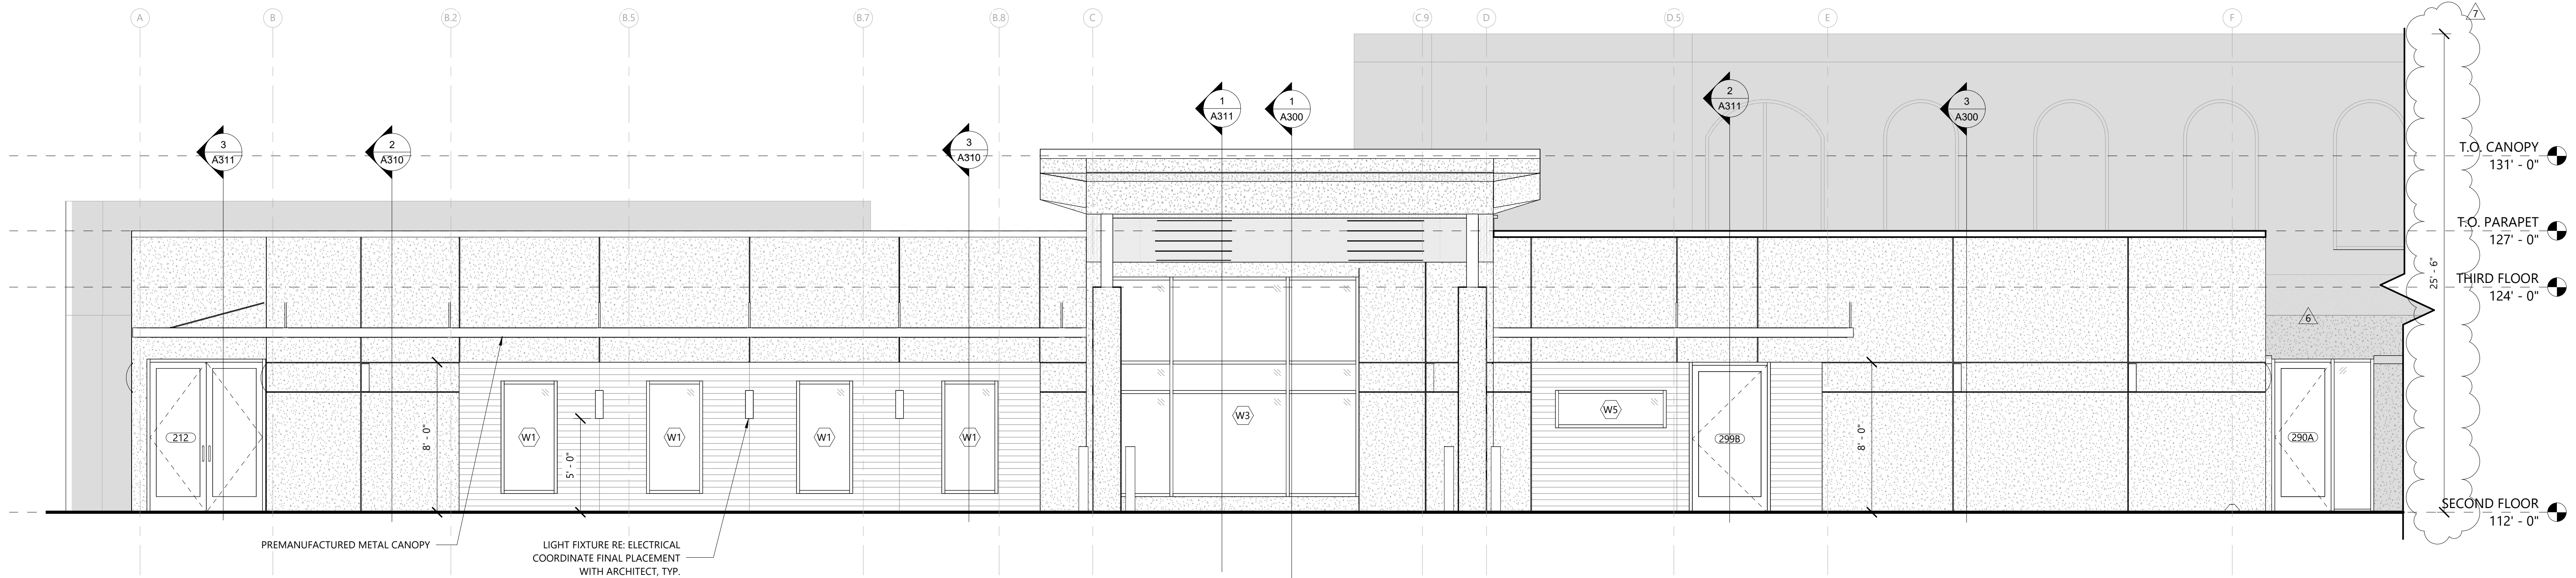 A
B
B.2
B.5
B.7
B.8
C
C.9
D
D.5
E
F
7
2
A311
1
A311
1
A300
3
A300
3
A311
2
A310
3
A310
T.O. CANOPY
131' - 0"
T.O. PARAPET
127' - 0"
25' - 6"
THIRD FLOOR
124' - 0"
6
W3
W5
212
W1
W1
W1
W1
299B
290A
8' - 0"
5' - 0"
8' - 0"
SECOND FLOOR
112' - 0"
PREMANUFACTURED METAL CANOPY
LIGHT FIXTURE RE: ELECTRICAL
COORDINATE FINAL PLACEMENT
WITH ARCHITECT, TYP.